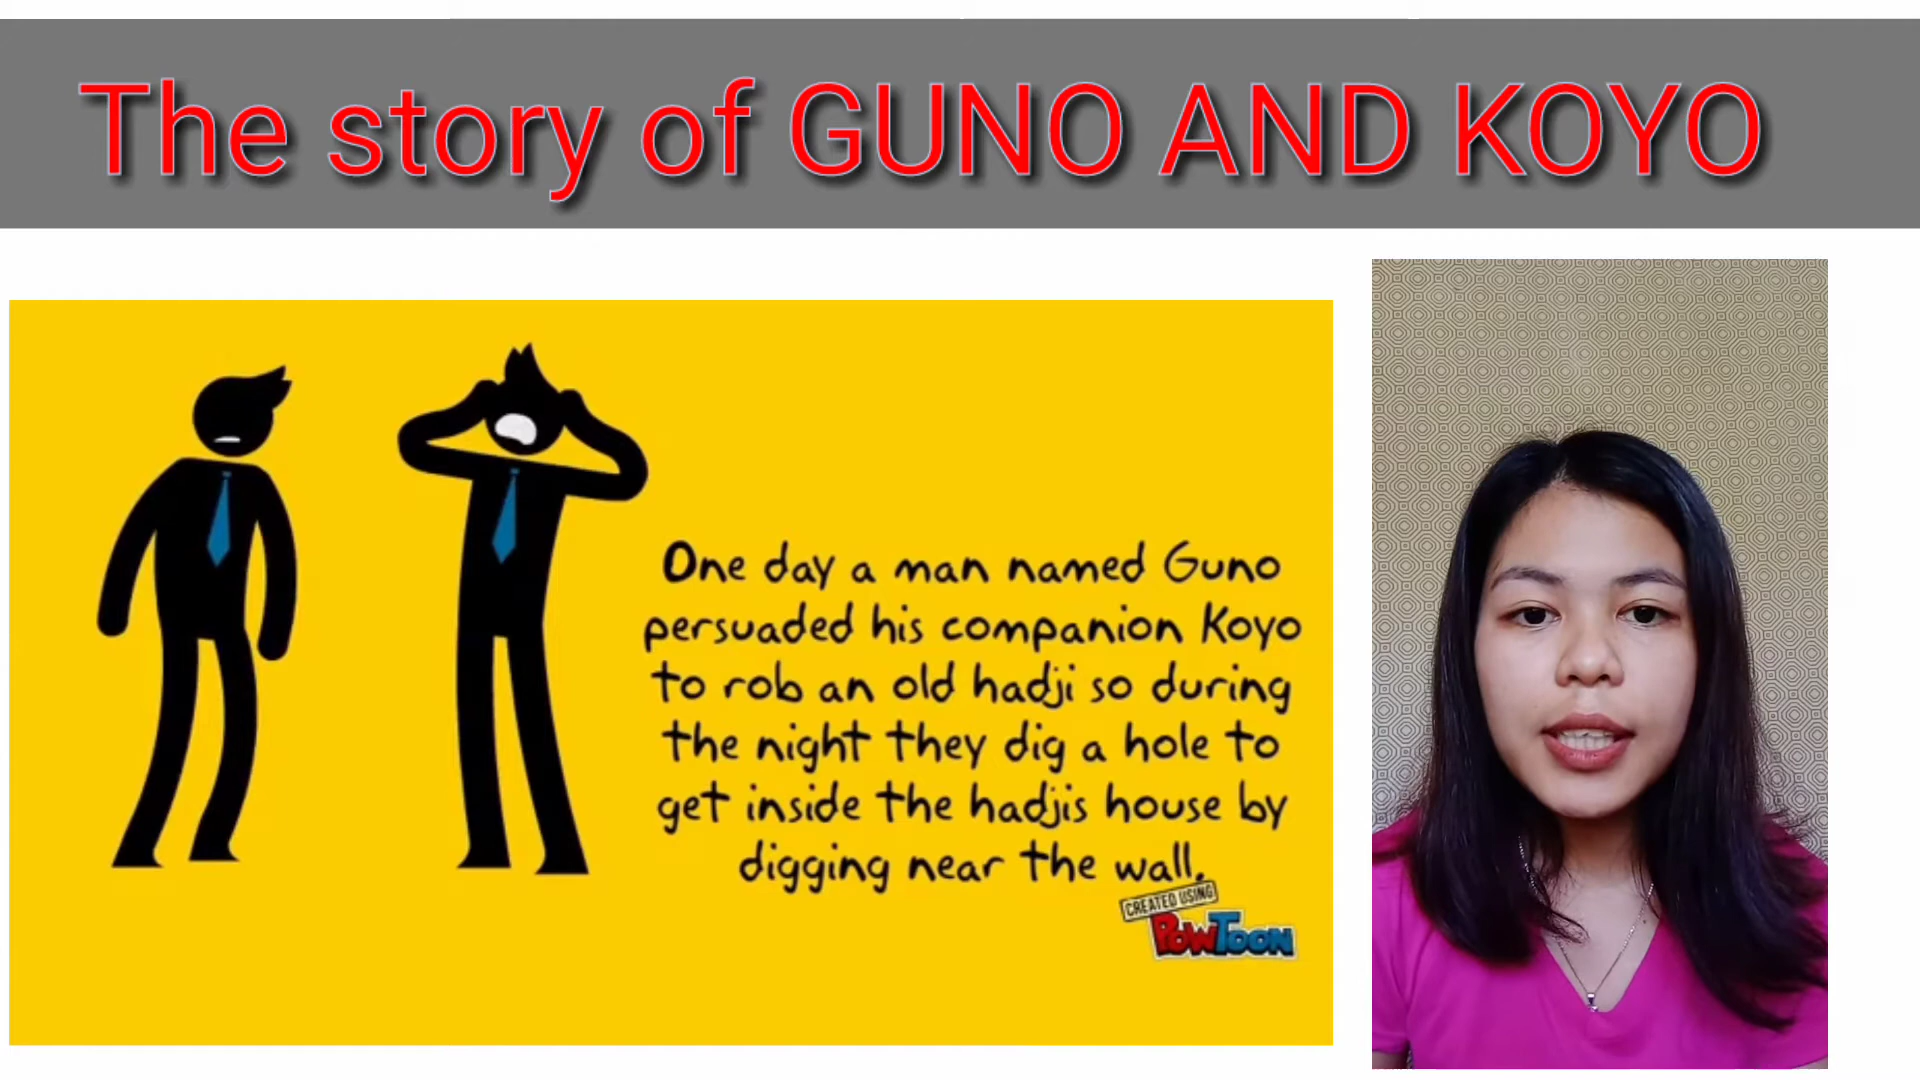 The story of GUNO AND KOYO
One day a man named Guno
persuaded his companion Koyo
to rob an old hadji so during
the night they dig a hole to
get inside the hadjis house by
digging near the wall.
CREATED USING
POWTOON